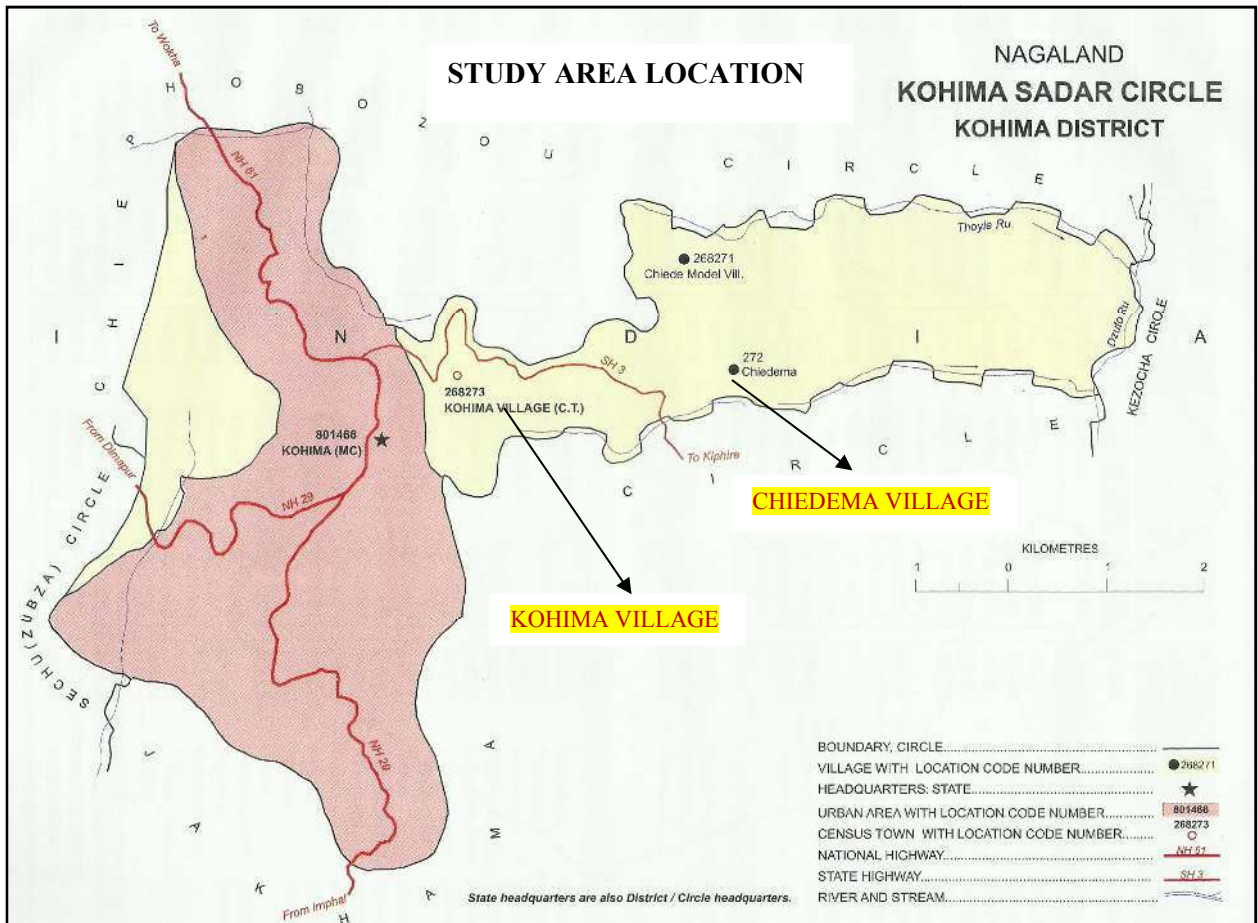 STUDY AREA LOCATION
NAGALAND
KOHIMA SADAR CIRCLE
KOHIMA DISTRICT
To Wokha
CHIEPHOBOZOU CIRCLE
NH 61
Thoyle Ru
268271
Chiede Model Vill.
Dzuto Ru
KEZOCHA CIRCLE
I N D I A
SH 3
272
Chiedema
268273
KOHIMA VILLAGE (C.T.)
801466
KOHIMA (MC)
From Dimapur
To Kiphire
NH 29
CHIEDEMA VILLAGE
SECHU (ZUBZA) CIRCLE
KILOMETRES
1 0 1 2
KOHIMA VILLAGE
NH 29
JAKHAMA CIRCLE
From Imphal
BOUNDARY, CIRCLE
VILLAGE WITH LOCATION CODE NUMBER 268271
HEADQUARTERS: STATE
URBAN AREA WITH LOCATION CODE NUMBER 801466
CENSUS TOWN WITH LOCATION CODE NUMBER 268273
NATIONAL HIGHWAY NH 61
STATE HIGHWAY SH 3
RIVER AND STREAM
State headquarters are also District / Circle headquarters.